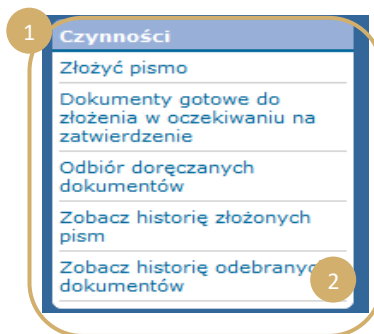 1
Czynności
Złożyć pismo
Dokumenty gotowe do
złożenia w oczekiwaniu na
zatwierdzenie
Odbiór doręczanych
dokumentów
Zobacz historię złożonych
pism
Zobacz historię
dokumentów
2